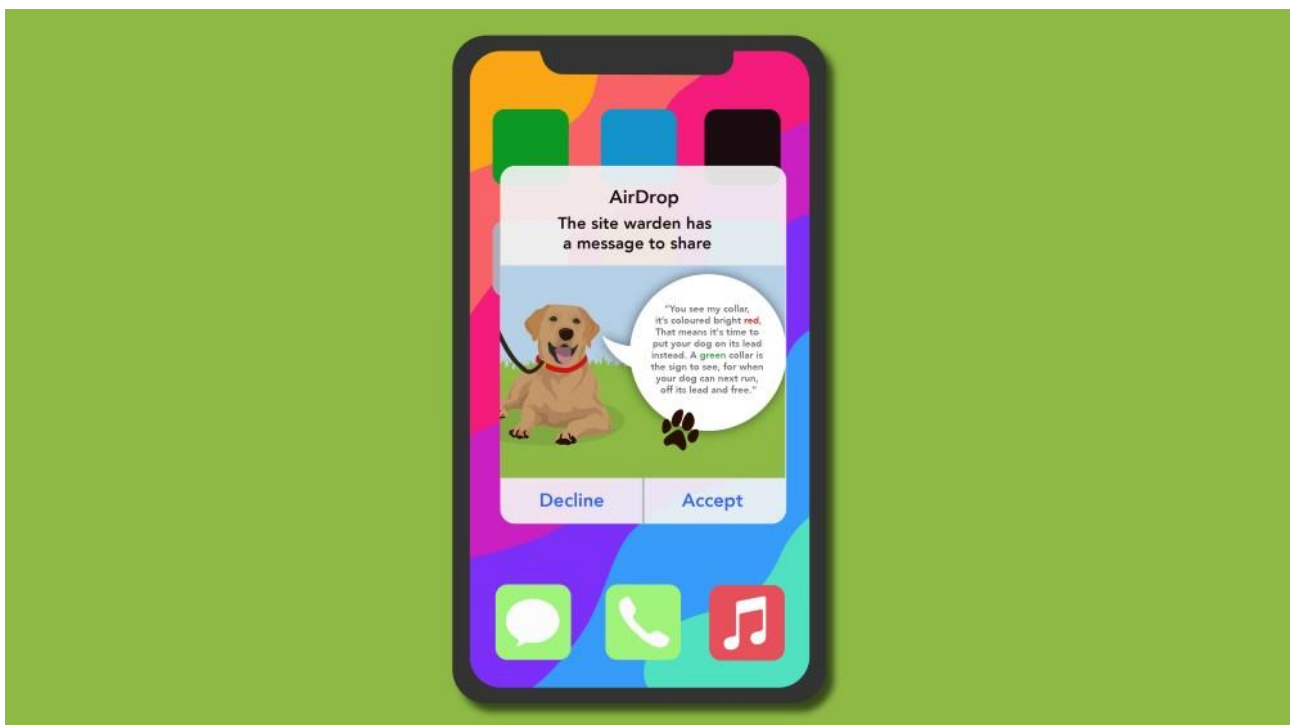 AirDrop
The site warden has
a message to share
"You see my collar,
it's coloured bright red,
That means it's time to
put your dog on its lead
instead. A green collar is
the sign to see, for when
your dog can next run,
off its lead and free."
Decline
Accept